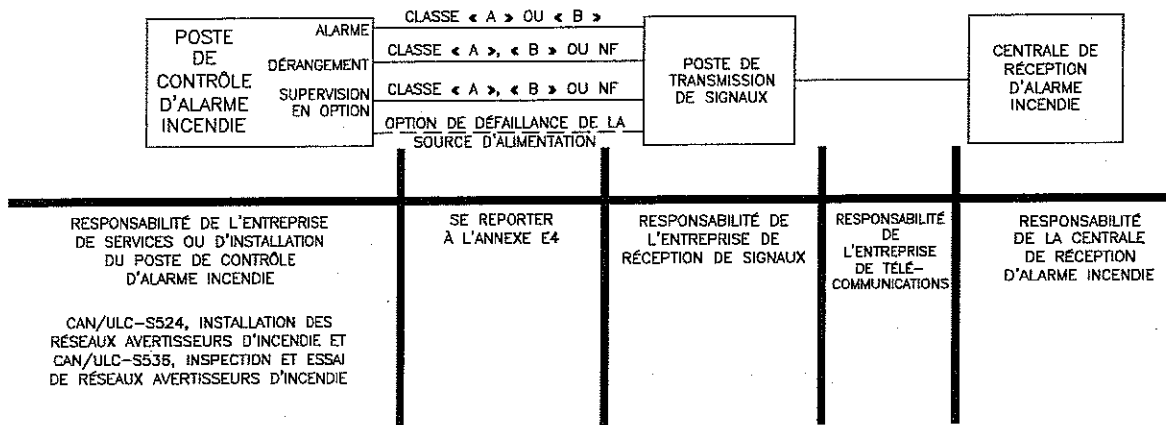 POSTE
DE
CONTRÔLE
D'ALARME
INCENDIE
ALARME
DÉRANGEMENT
SUPERVISION
EN OPTION
CLASSE « A » OU « B »
CLASSE « A », « B » OU NF
CLASSE « A », « B » OU NF
OPTION DE DÉFAILLANCE DE LA
SOURCE D'ALIMENTATION
POSTE DE
TRANSMISSION
DE SIGNAUX
CENTRALE DE
RÉCEPTION
D'ALARME
INCENDIE
RESPONSABILITÉ DE L'ENTREPRISE
DE SERVICES OU D'INSTALLATION
DU POSTE DE CONTRÔLE
D'ALARME INCENDIE
CAN/ULC-S524, INSTALLATION DES
RÉSEAUX AVERTISSEURS D'INCENDIE ET
CAN/ULC-S536, INSPECTION ET ESSAI
DE RÉSEAUX AVERTISSEURS D'INCENDIE
SE REPORTER
À L'ANNEXE E4
RESPONSABILITÉ DE
L'ENTREPRISE DE
RÉCEPTION DE SIGNAUX
RESPONSABILITÉ
DE
L'ENTREPRISE
DE TÉLÉ-
COMMUNICATIONS
RESPONSABILITÉ
DE LA CENTRALE
DE RÉCEPTION
D'ALARME INCENDIE